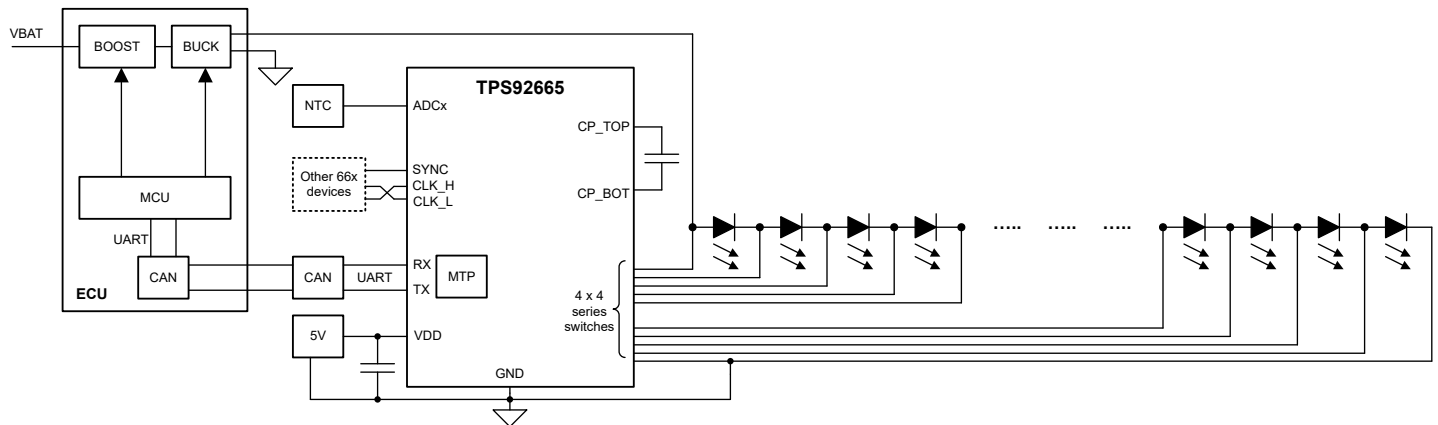 VBAT
BOOST
BUCK
MCU
UART
CAN
ECU
NTC
Other 66x
devices
CAN
UART
5V
TPS92665
ADCx
SYNC
CLK_H
CLK_L
RX
TX
MTP
VDD
GND
CP_TOP
CP_BOT
4 x 4
series
switches
..... ..... .....